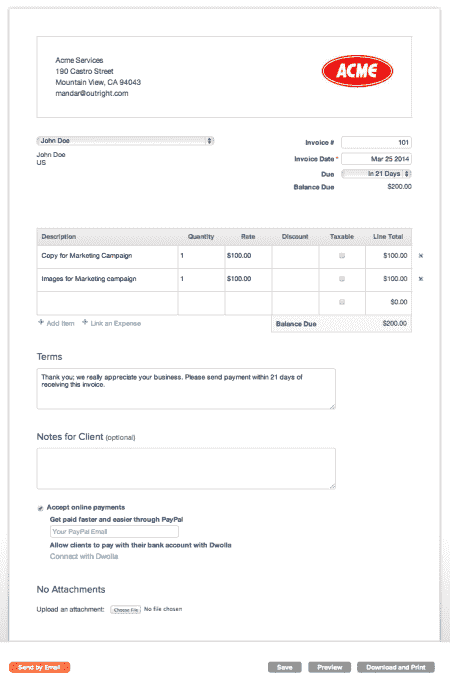 Acme Services
190 Castro Street
Mountain View, CA 94043
mandar@outright.com
ACME
John Doe
John Doe
US
Invoice # 101
Invoice Date * Mar 25 2014
Due In 21 Days
Balance Due $200.00
Description Quantity Rate Discount Taxable Line Total
Copy for Marketing Campaign 1 $100.00 $100.00
Images for Marketing campaign 1 $100.00 $100.00
$0.00
+ Add Item + Link an Expense Balance Due $200.00
Terms
Thank you; we really appreciate your business. Please send payment within 21 days of
receiving this invoice.
Notes for Client (optional)
Accept online payments
Get paid faster and easier through PayPal
Your PayPal Email
Allow clients to pay with their bank account with Dwolla
Connect with Dwolla
No Attachments
Upload an attachment: Choose File No file chosen
Send by Email Save Preview Download and Print